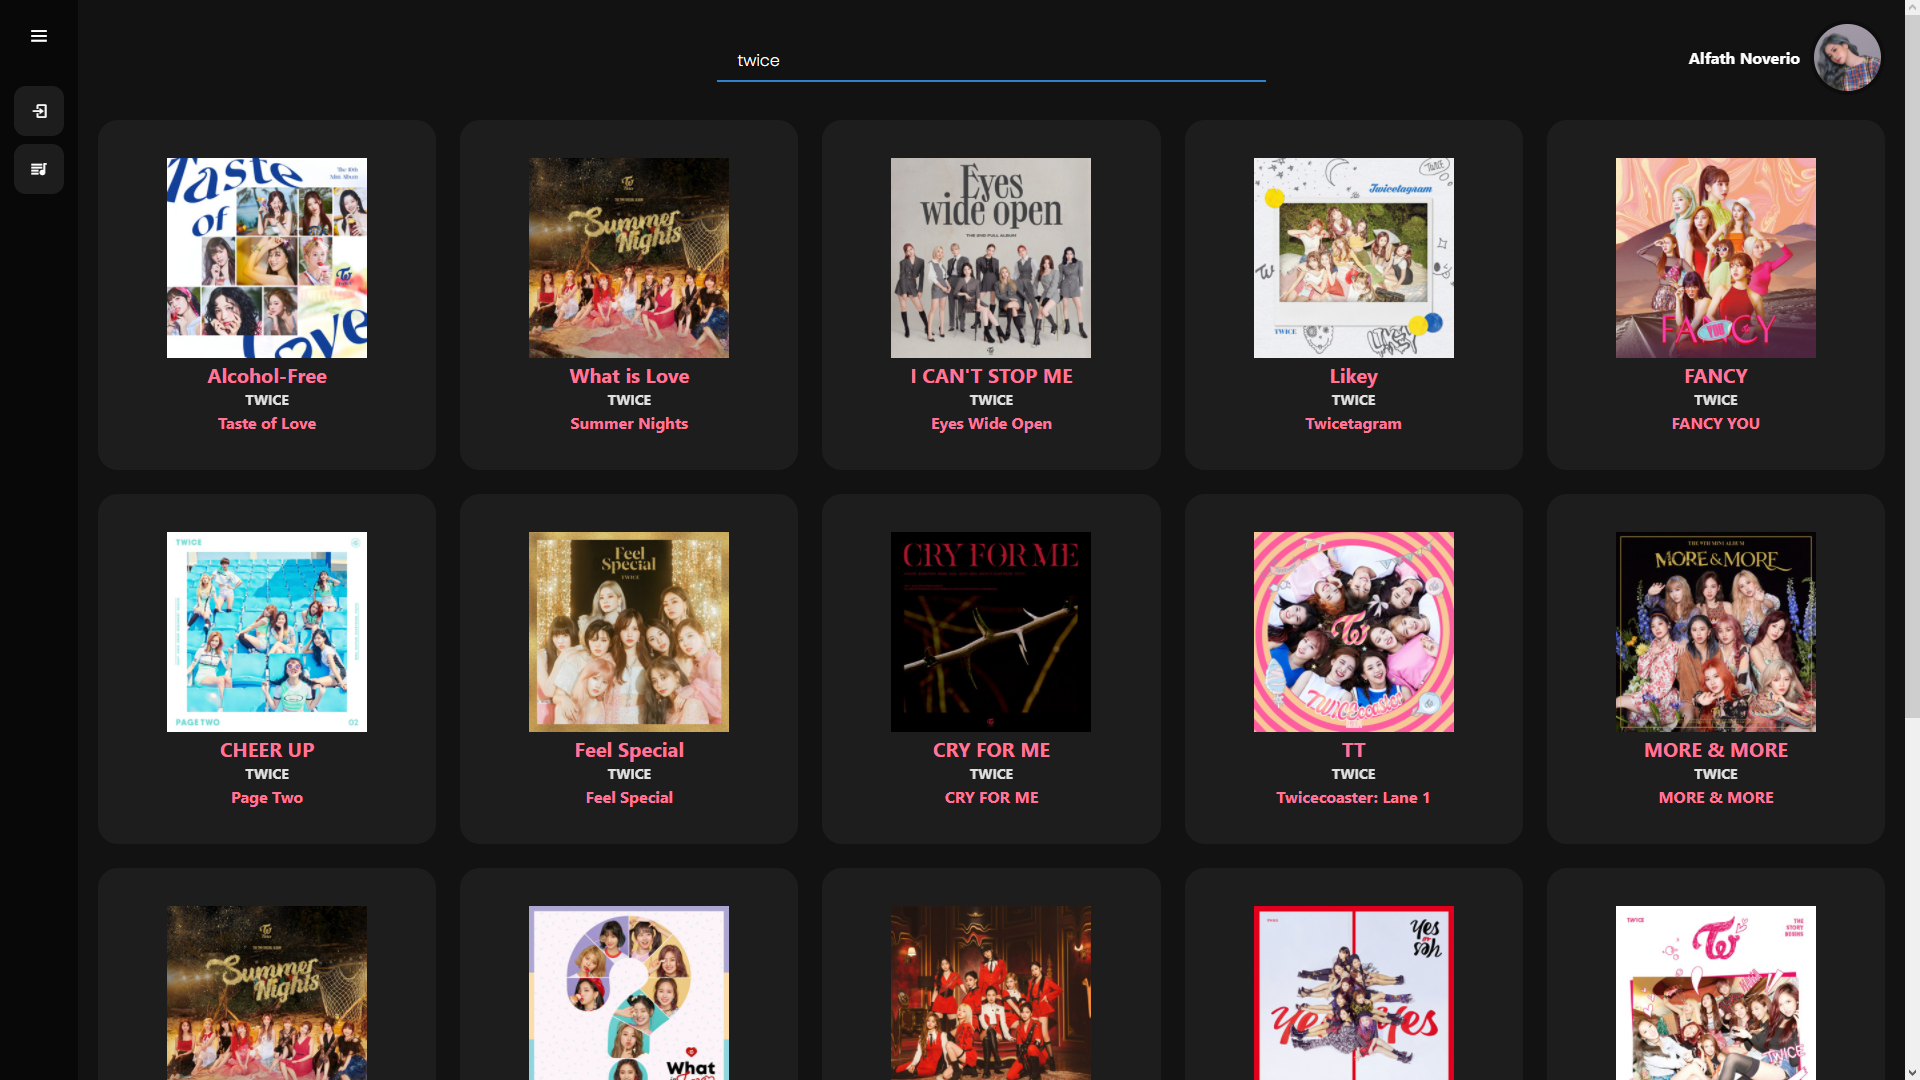 twice
Alfath Noverio
Taste
of
Love
The 10th
Mini Album
Alcohol-Free
TWICE
Taste of Love
Summer
Nights
What is Love
TWICE
Summer Nights
Eyes
wide open
THE 2ND FULL ALBUM
I CAN'T STOP ME
TWICE
Eyes Wide Open
TWICE
Twicetagram
TWICE
LIKEY
Likey
TWICE
Twicetagram
FANCY
YOU
FANCY
TWICE
FANCY YOU
TWICE
PAGE TWO
02
CHEER UP
TWICE
Page Two
Feel
Special
TWICE
Feel Special
TWICE
Feel Special
CRY FOR ME
CRY FOR ME
TWICE
CRY FOR ME
TWICEcoaster
TT
TWICE
Twicecoaster: Lane 1
THE 9TH MINI ALBUM
MORE & MORE
MORE & MORE
TWICE
MORE & MORE
Summer
Nights
What
Yes
or
Yes
YesorYes
TWICE
THE
STORY
BEGINS
TWICE